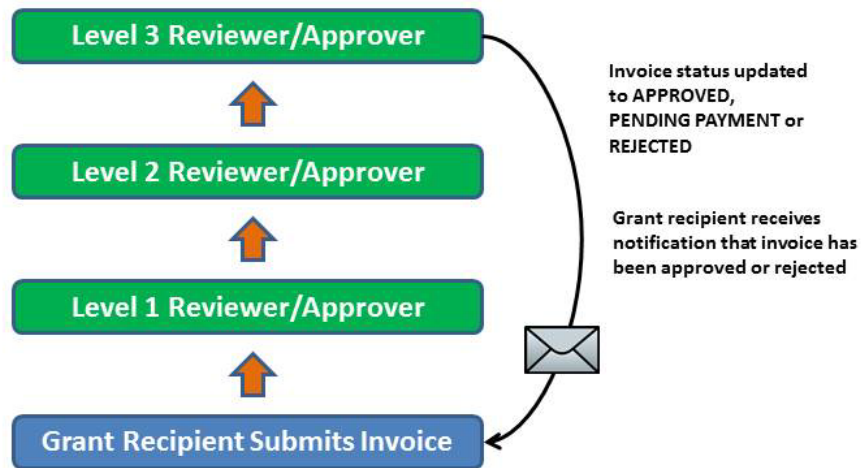 Level 3 Reviewer/Approver
Invoice status updated
to APPROVED,
PENDING PAYMENT or
REJECTED
Level 2 Reviewer/Approver
Grant recipient receives
notification that invoice has
been approved or rejected
Level 1 Reviewer/Approver
Grant Recipient Submits Invoice